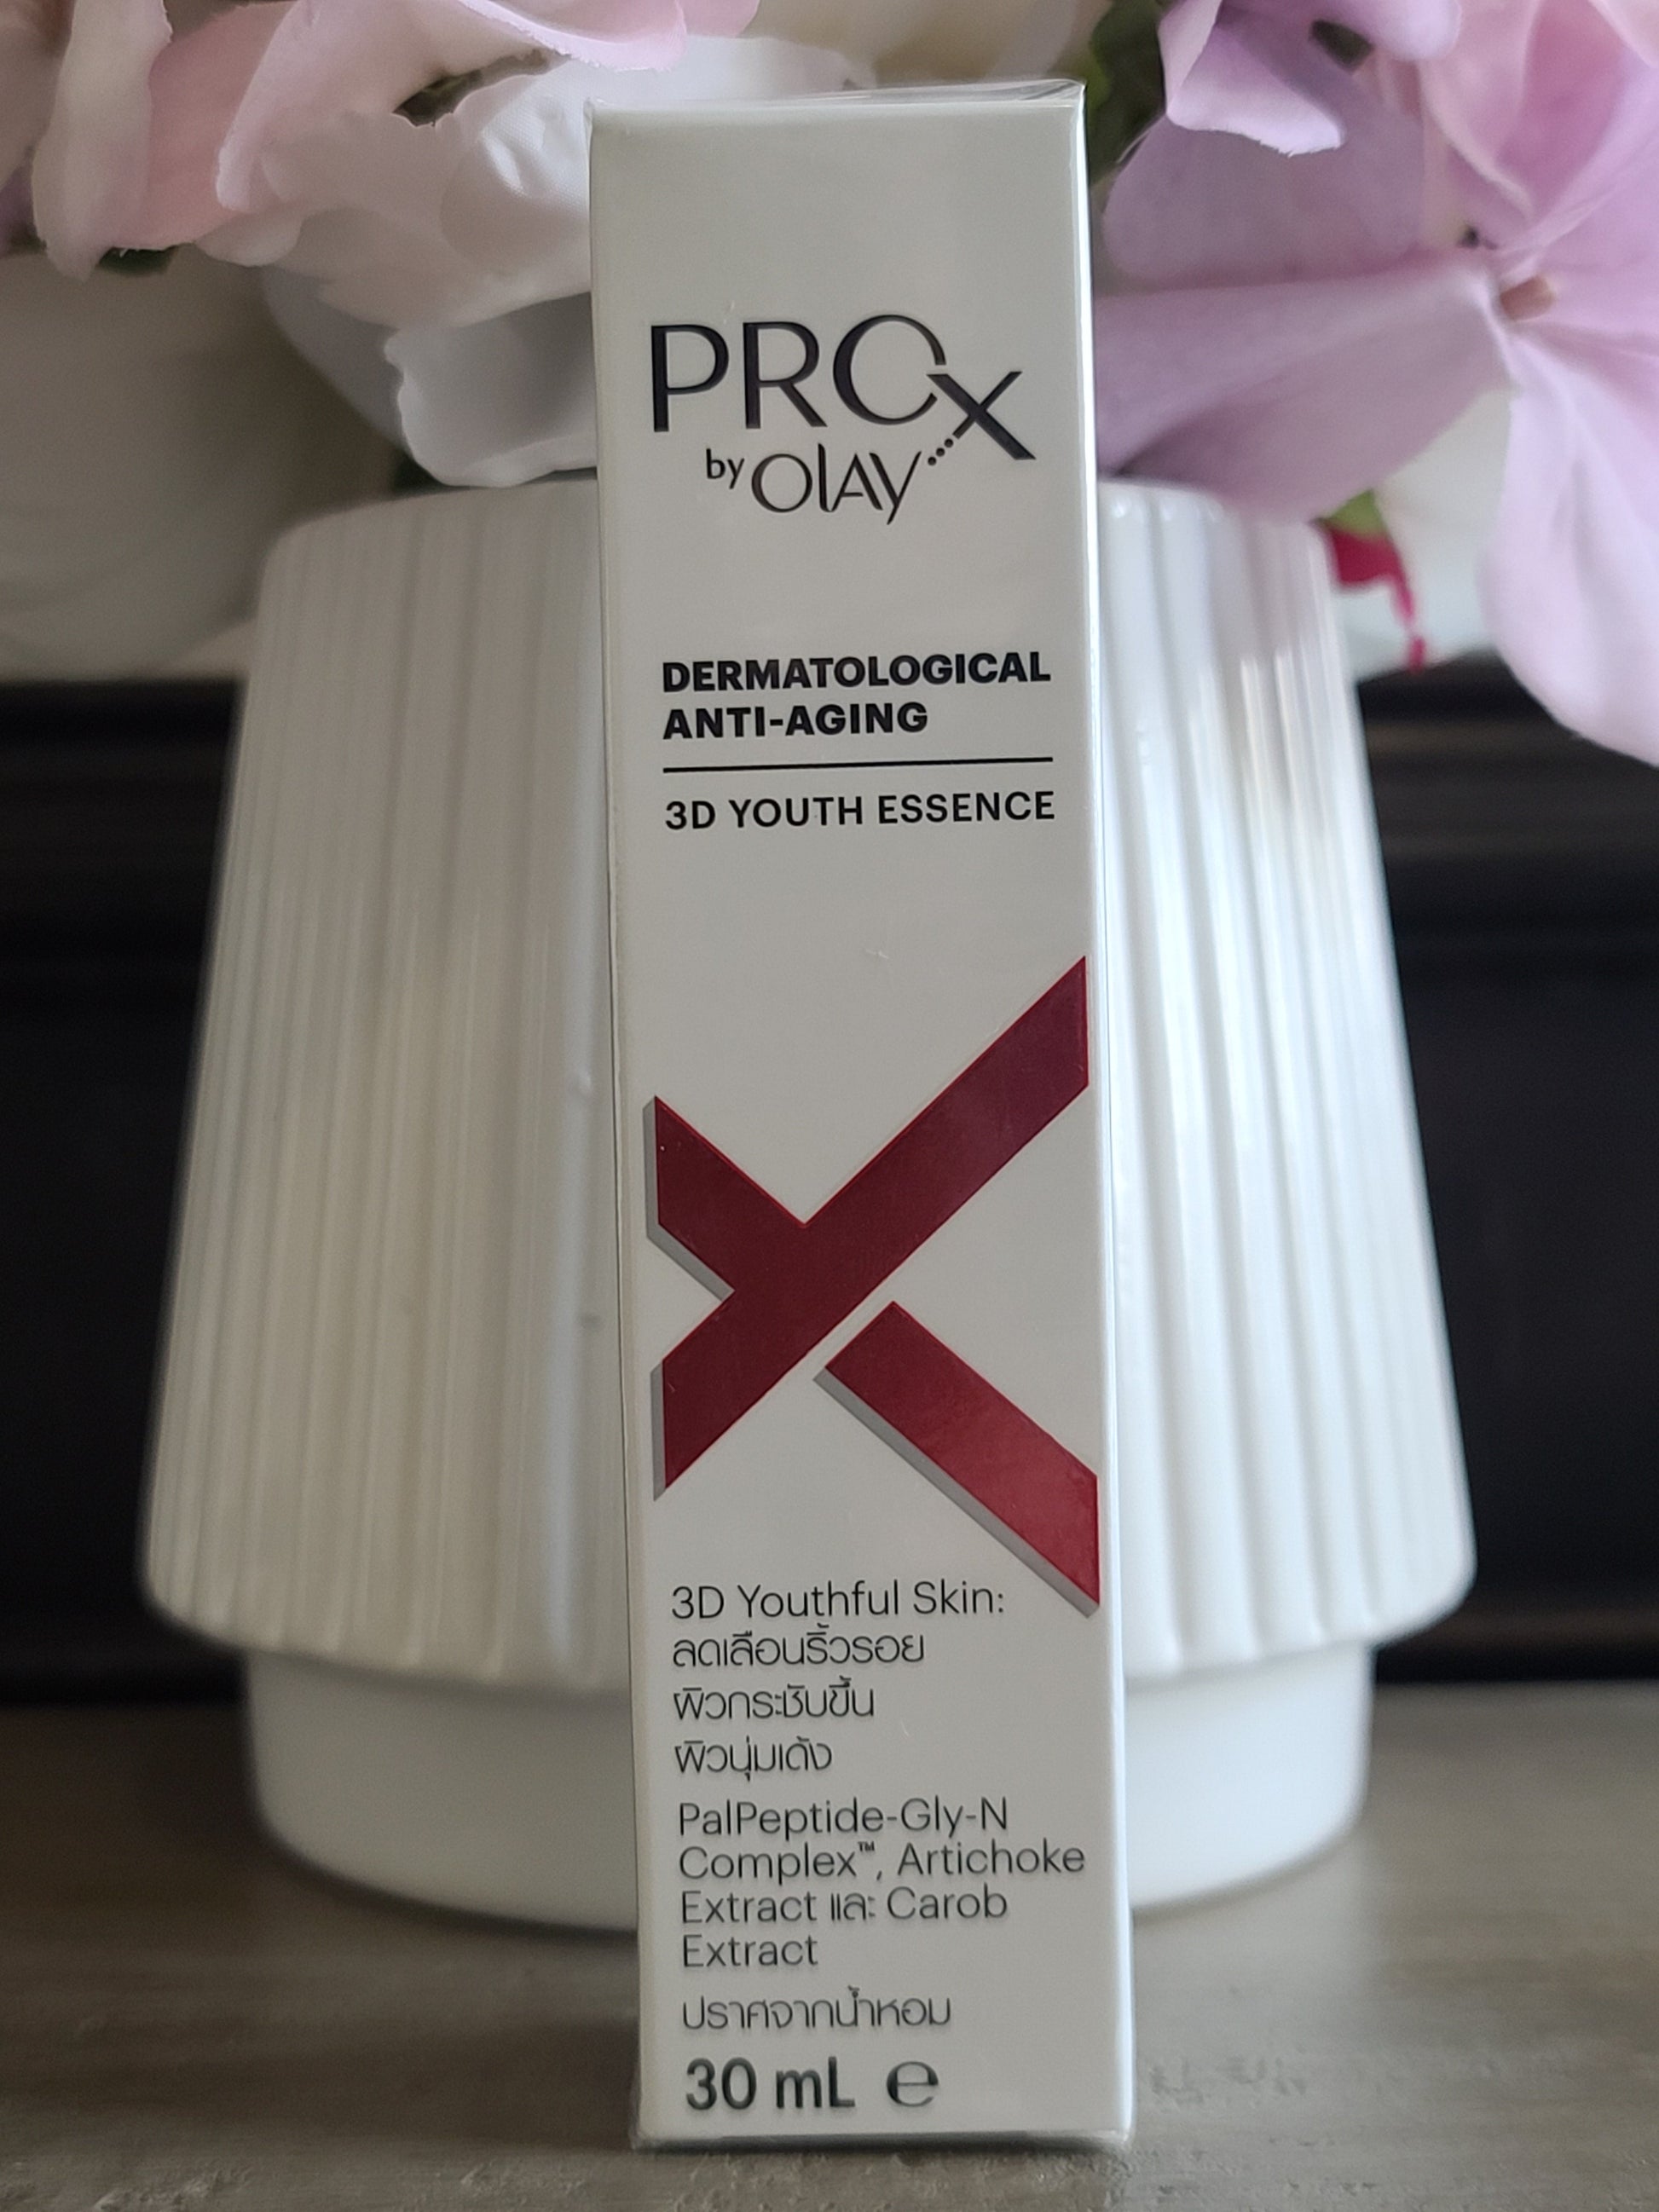 PROX
by OLAY
DERMATOLOGICAL
ANTI-AGING
3D YOUTH ESSENCE
3D Youthful Skin:
ลดเลือนริ้วรอย
ผิวกระชับขึ้น
ผิวนุ่มเด้ง
PalPeptide-Gly-N
Complex™, Artichoke
Extract และ Carob
Extract
ปราศจากน้ำหอม
30 mL ℮